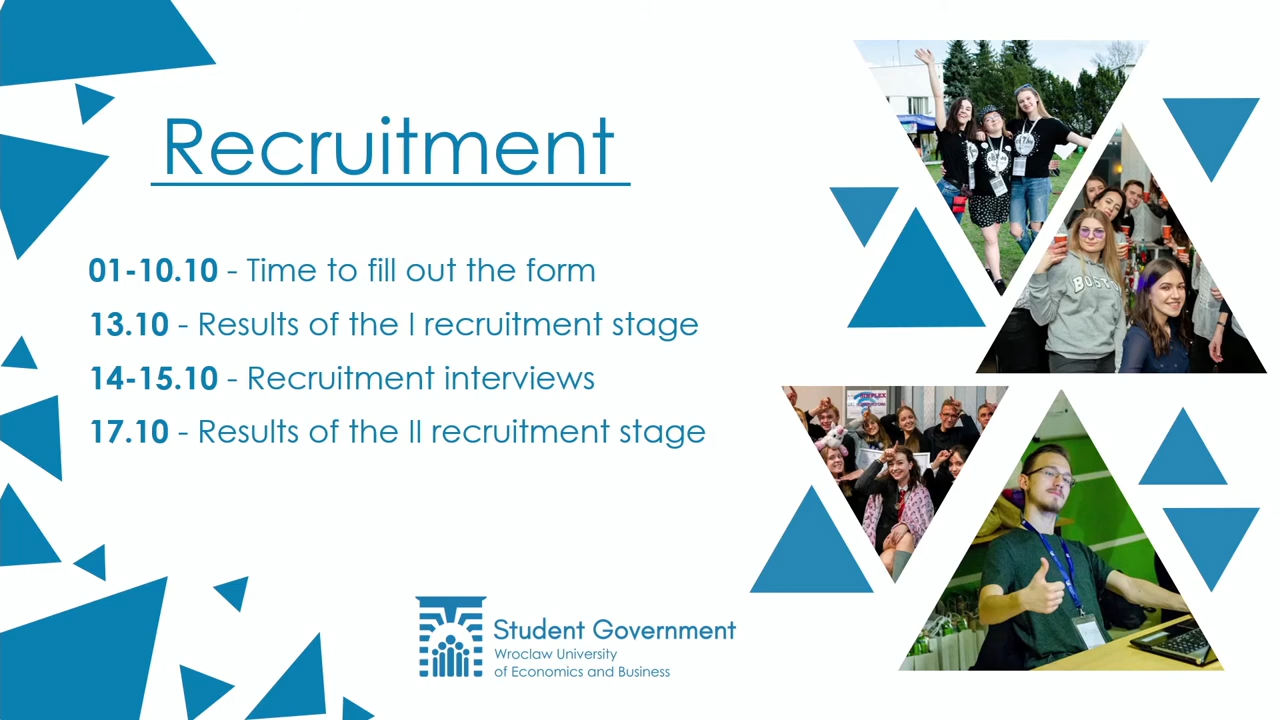 Recruitment
01-10.10 - Time to fill out the form
13.10 - Results of the I recruitment stage
14-15.10 - Recruitment interviews
17.10 - Results of the II recruitment stage
BOSTON
Student Government
Wroclaw University
of Economics and Business